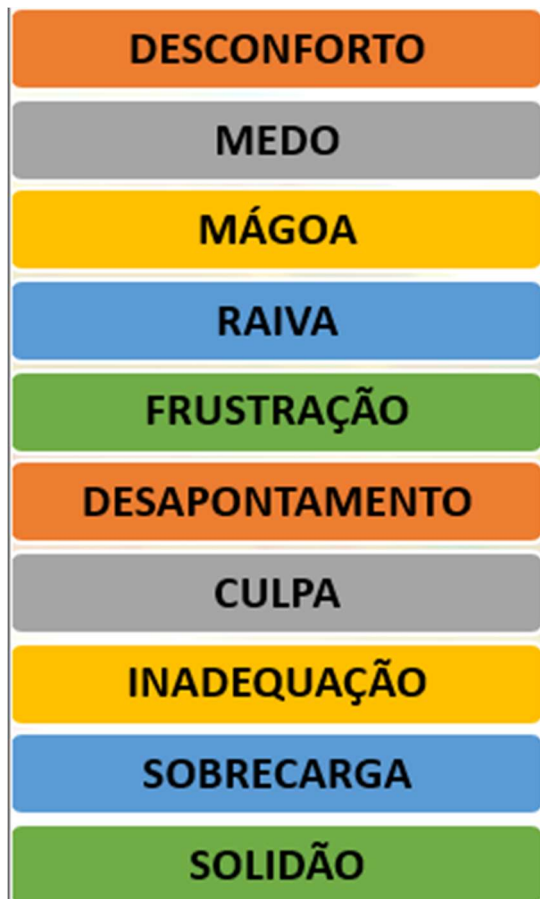 DESCONFORTO
MEDO
MÁGOA
RAIVA
FRUSTRAÇÃO
DESAPONTAMENTO
CULPA
INADEQUAÇÃO
SOBRECARGA
SOLIDÃO